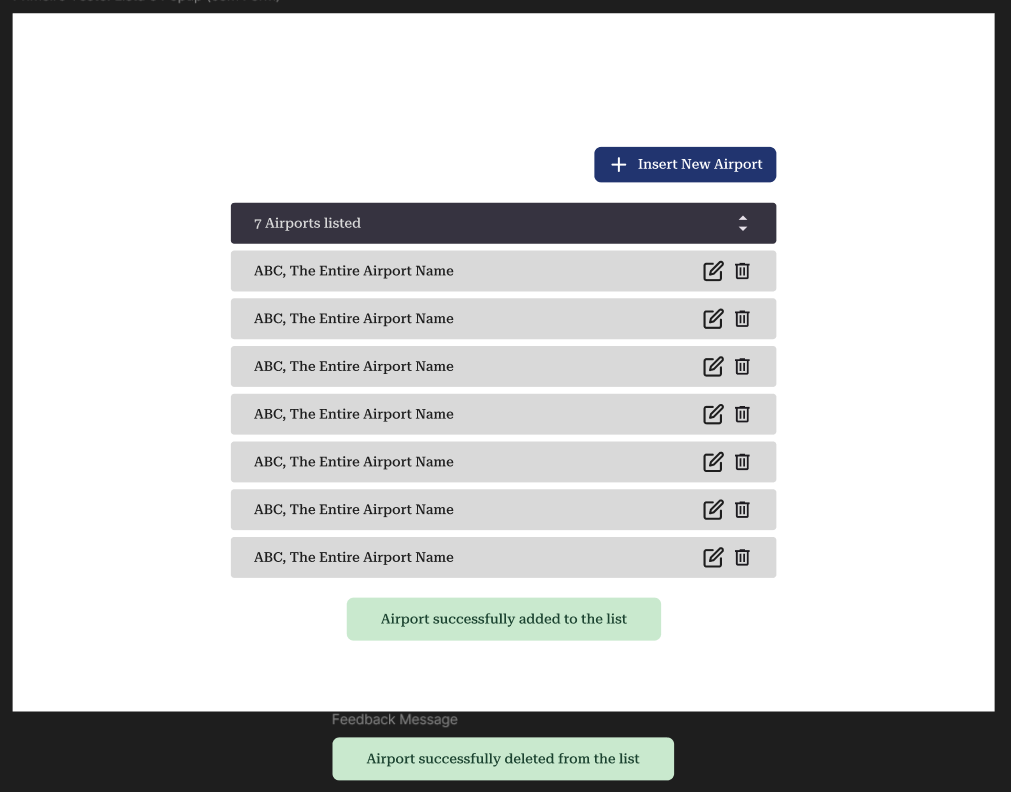 Insert New Airport
7 Airports listed
ABC, The Entire Airport Name
ABC, The Entire Airport Name
ABC, The Entire Airport Name
ABC, The Entire Airport Name
ABC, The Entire Airport Name
ABC, The Entire Airport Name
ABC, The Entire Airport Name
Airport successfully added to the list
Feedback Message
Airport successfully deleted from the list